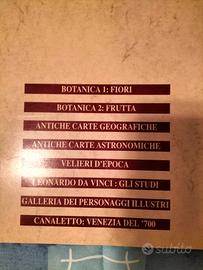 BOTANICA 1: FIORI
BOTANICA 2: FRUTTA
ANTICHE CARTE GEOGRAFICHE
ANTICHE CARTE ASTRONOMICHE
VELIERI D'EPOCA
LEONARDO DA VINCI : GLI STUDI
GALLERIA DEI PERSONAGGI ILLUSTRI
CANALETTO: VENEZIA DEL '700
subito